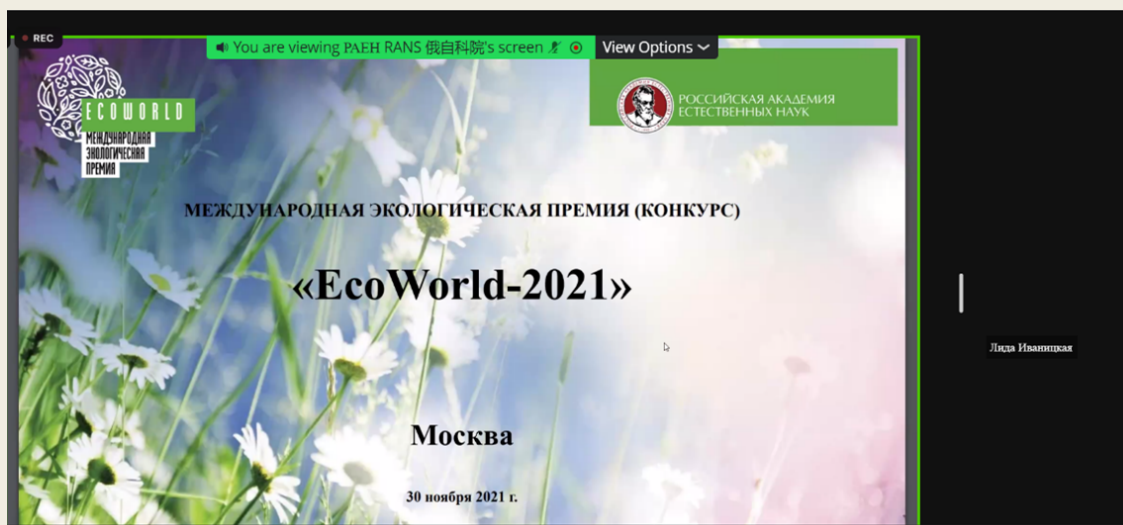 REC
You are viewing РАЕН RANS 俄自科院's screen
View Options
ECOWORLD
МЕЖДУНАРОДНАЯ
ЭКОЛОГИЧЕСКАЯ
ПРЕМИЯ
РОССИЙСКАЯ АКАДЕМИЯ
ЕСТЕСТВЕННЫХ НАУК
МЕЖДУНАРОДНАЯ ЭКОЛОГИЧЕСКАЯ ПРЕМИЯ (КОНКУРС)
«EcoWorld-2021»
Лида Иваницкая
Москва
30 ноября 2021 г.